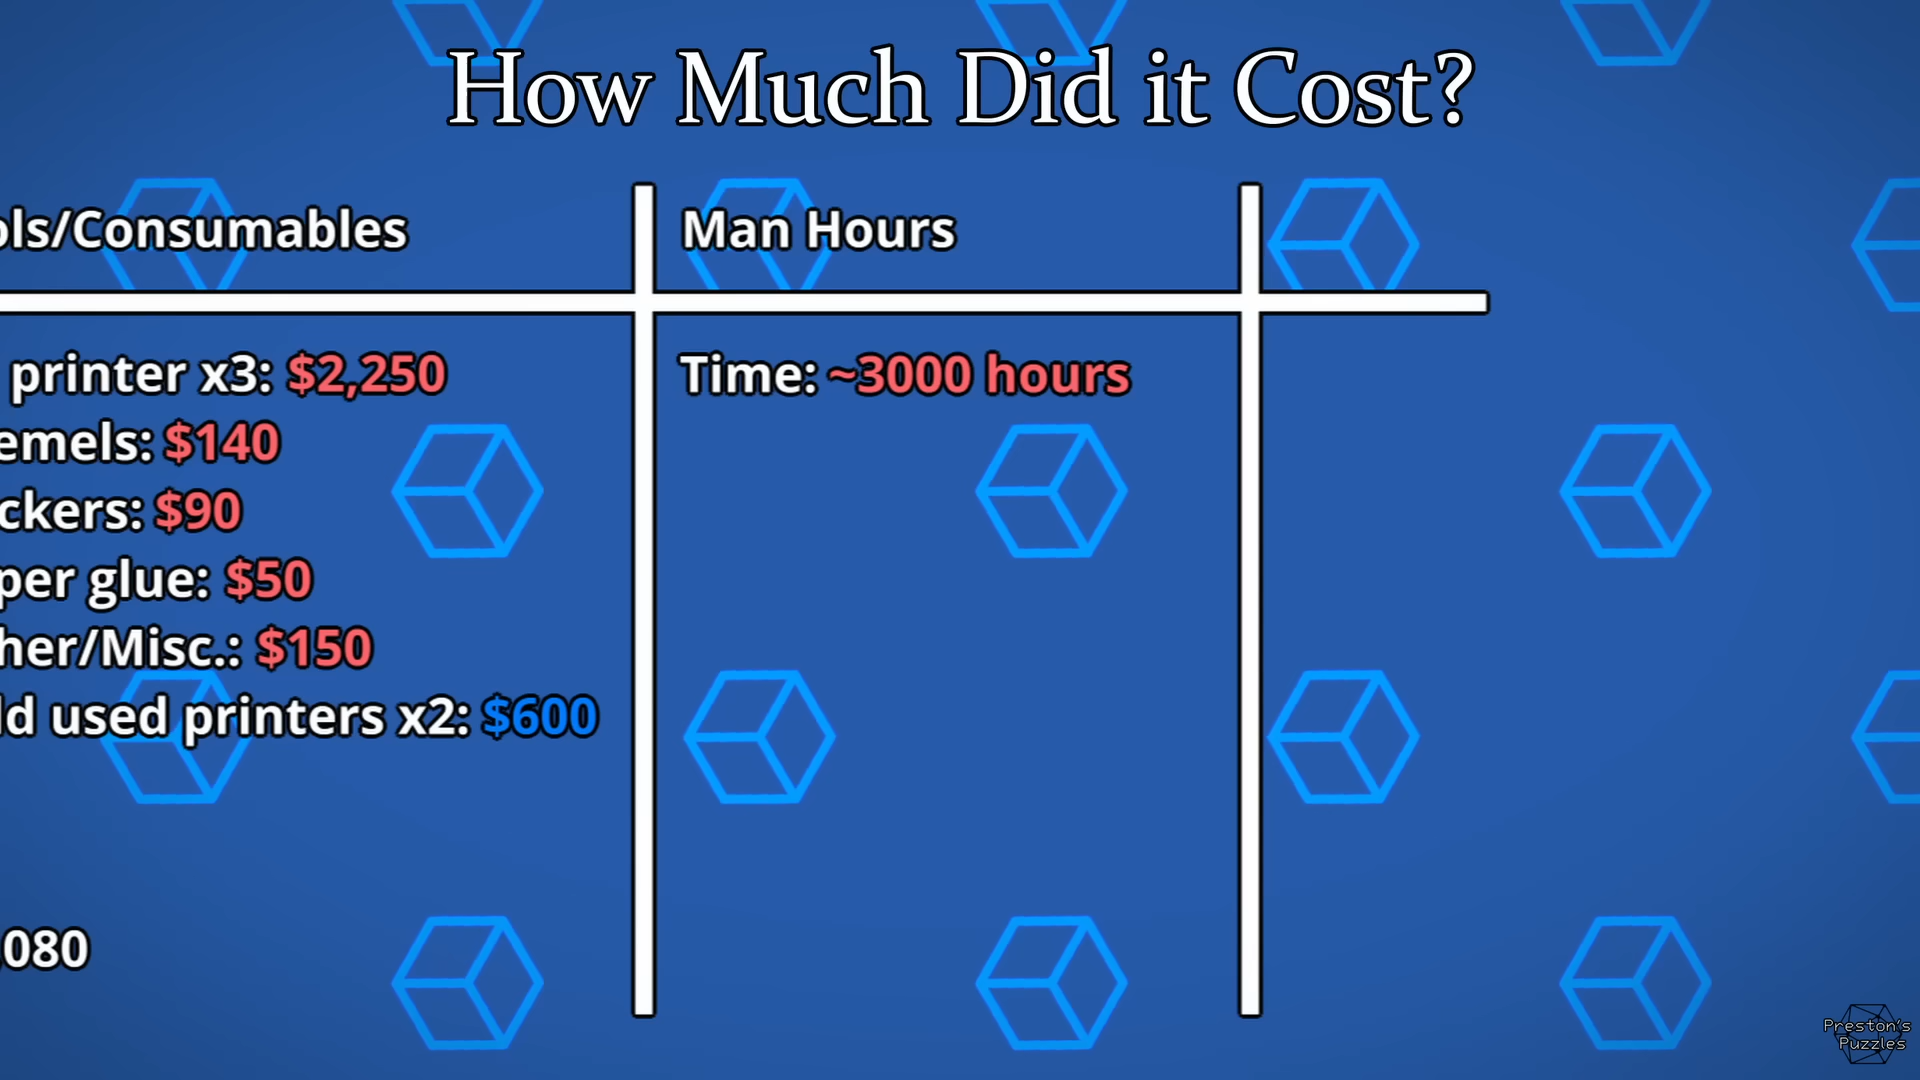 How Much Did it Cost?
ols/Consumables
Man Hours
printer x3: $2,250
emels: $140
ckers: $90
per glue: $50
her/Misc.: $150
ld used printers x2: $600
Time: ~3000 hours
,080
Preston's
Puzzles